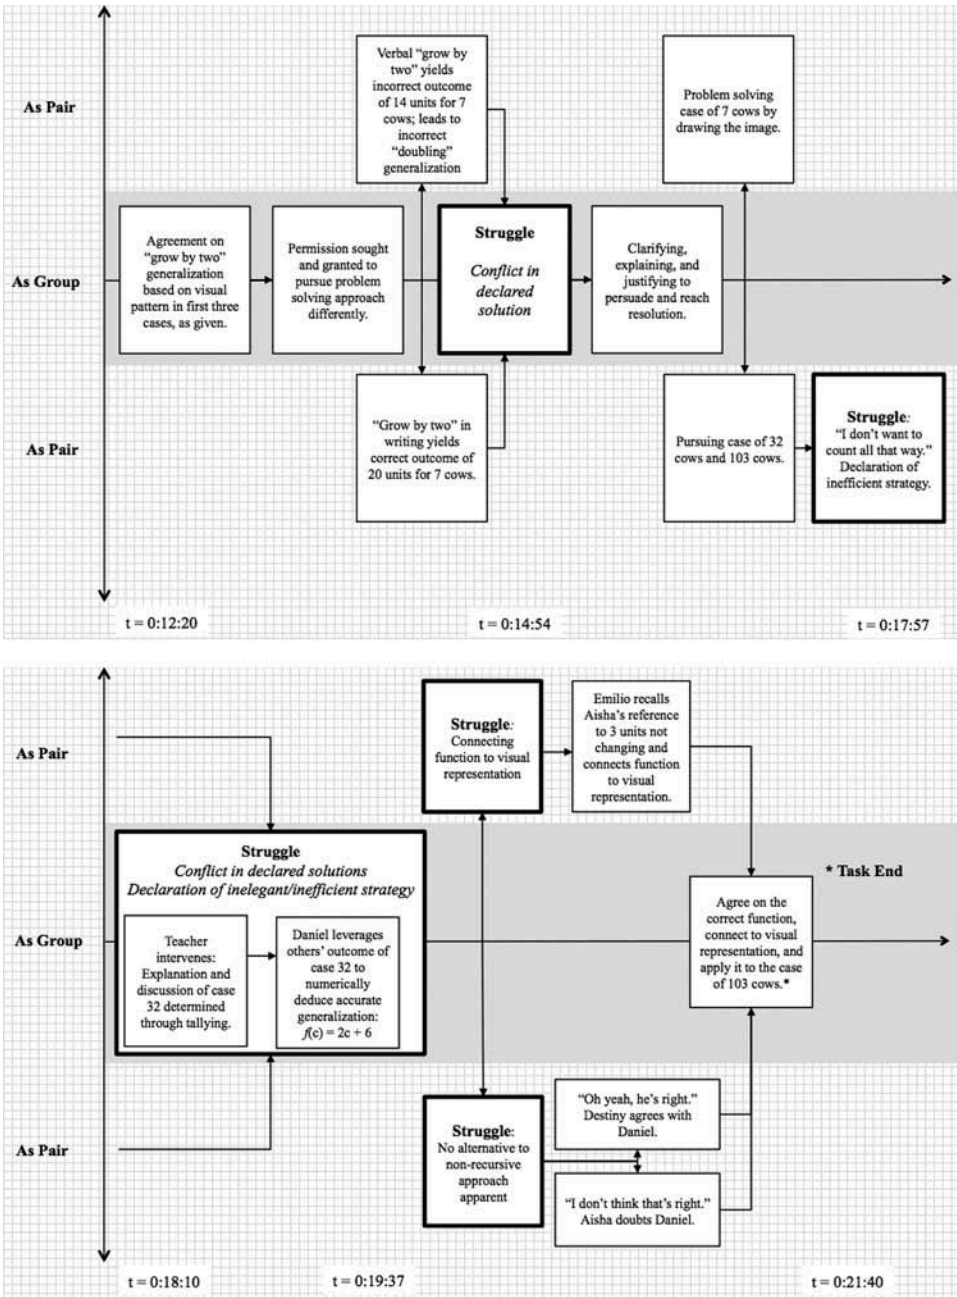 As Pair
Verbal “grow by
two” yields
incorrect outcome
of 14 units for 7
cows; leads to
incorrect
“doubling”
generalization
Problem solving
case of 7 cows by
drawing the image.
As Group
Agreement on
“grow by two”
generalization
based on visual
pattern in first three
cases, as given.
Permission sought
and granted to
pursue problem
solving approach
differently.
Struggle
Conflict in
declared
solution
Clarifying,
explaining, and
justifying to
persuade and reach
resolution.
As Pair
“Grow by two” in
writing yields
correct outcome of
20 units for 7 cows.
Pursuing case of 32
cows and 103 cows.
Struggle:
“I don’t want to
count all that way.”
Declaration of
inefficient strategy.
t = 0:12:20
t = 0:14:54
t = 0:17:57
As Pair
Struggle:
Connecting
function to visual
representation
Emilio recalls
Aisha’s reference
to 3 units not
changing and
connects function
to visual
representation.
As Group
Struggle
Conflict in declared solutions
Declaration of inelegant/inefficient strategy
Teacher
intervenes:
Explanation and
discussion of case
32 determined
through tallying.
Daniel leverages
others’ outcome of
case 32 to
numerically
deduce accurate
generalization:
f(c) = 2c + 6
* Task End
Agree on the
correct function,
connect to visual
representation, and
apply it to the case
of 103 cows.*
As Pair
Struggle:
No alternative to
non-recursive
approach
apparent
“Oh yeah, he’s right.”
Destiny agrees with
Daniel.
“I don’t think that’s right.”
Aisha doubts Daniel.
t = 0:18:10
t = 0:19:37
t = 0:21:40